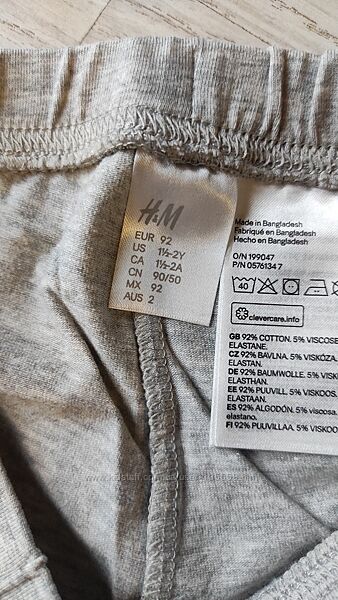 H&M
EUR 92
US 1½-2Y
CA 1½-2A
CN 90/50
MX 92
AUS 2
Made in Bangladesh
Fabriqué en Bangladesh
Hecho en Bangladesh
O/N 199047
P/N 05761347
40
clevercare.info
GB 92% COTTON. 5% VISCOSE
ELASTANE.
CZ 92% BAVLNA. 5% VISKÓZA
ELASTAN.
DE 92% BAUMWOLLE. 5%
ELASTHAN.
EE 92% PUUVILL. 5% VISKOOS
ELASTAAN.
ES 92% ALGODÓN. 5% viscosa
elastano.
FI 92% PUUVILLAA. 5% VISKOOS